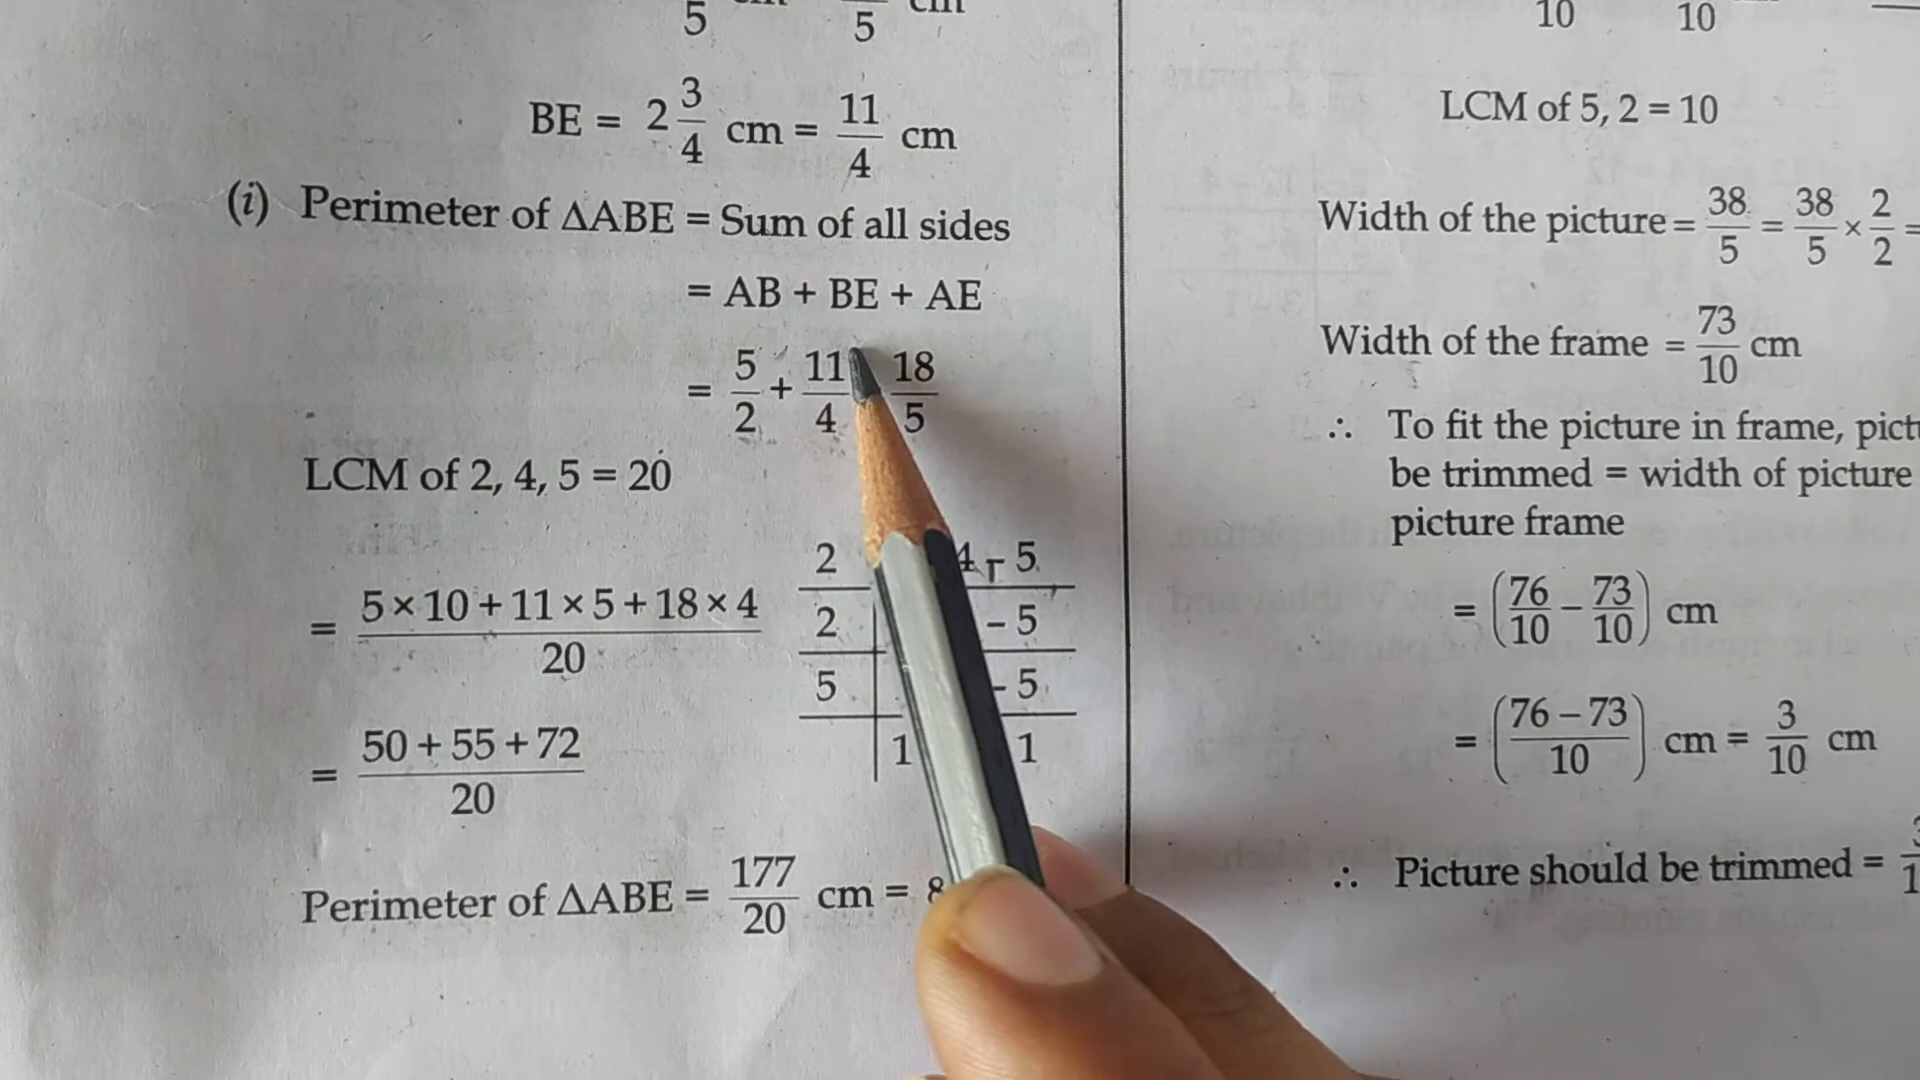 5 5 cm
BE = 2 3/4 cm = 11/4 cm
(i) Perimeter of ΔABE = Sum of all sides
= AB + BE + AE
= 5/2 + 11/4 18/5
LCM of 2, 4, 5 = 20
2 4 5
= (5 × 10 + 11 × 5 + 18 × 4)/20
2 – 5
5 - 5
= (50 + 55 + 72)/20
1 1
Perimeter of ΔABE = 177/20 cm = 8
10 10
LCM of 5, 2 = 10
Width of the picture = 38/5 = 38/5 × 2/2 =
Width of the frame = 73/10 cm
∴ To fit the picture in frame,
be trimmed = width of picture
picture frame
= (76/10 – 73/10) cm
= ((76 – 73)/10) cm = 3/10 cm
∴ Picture should be trimmed =